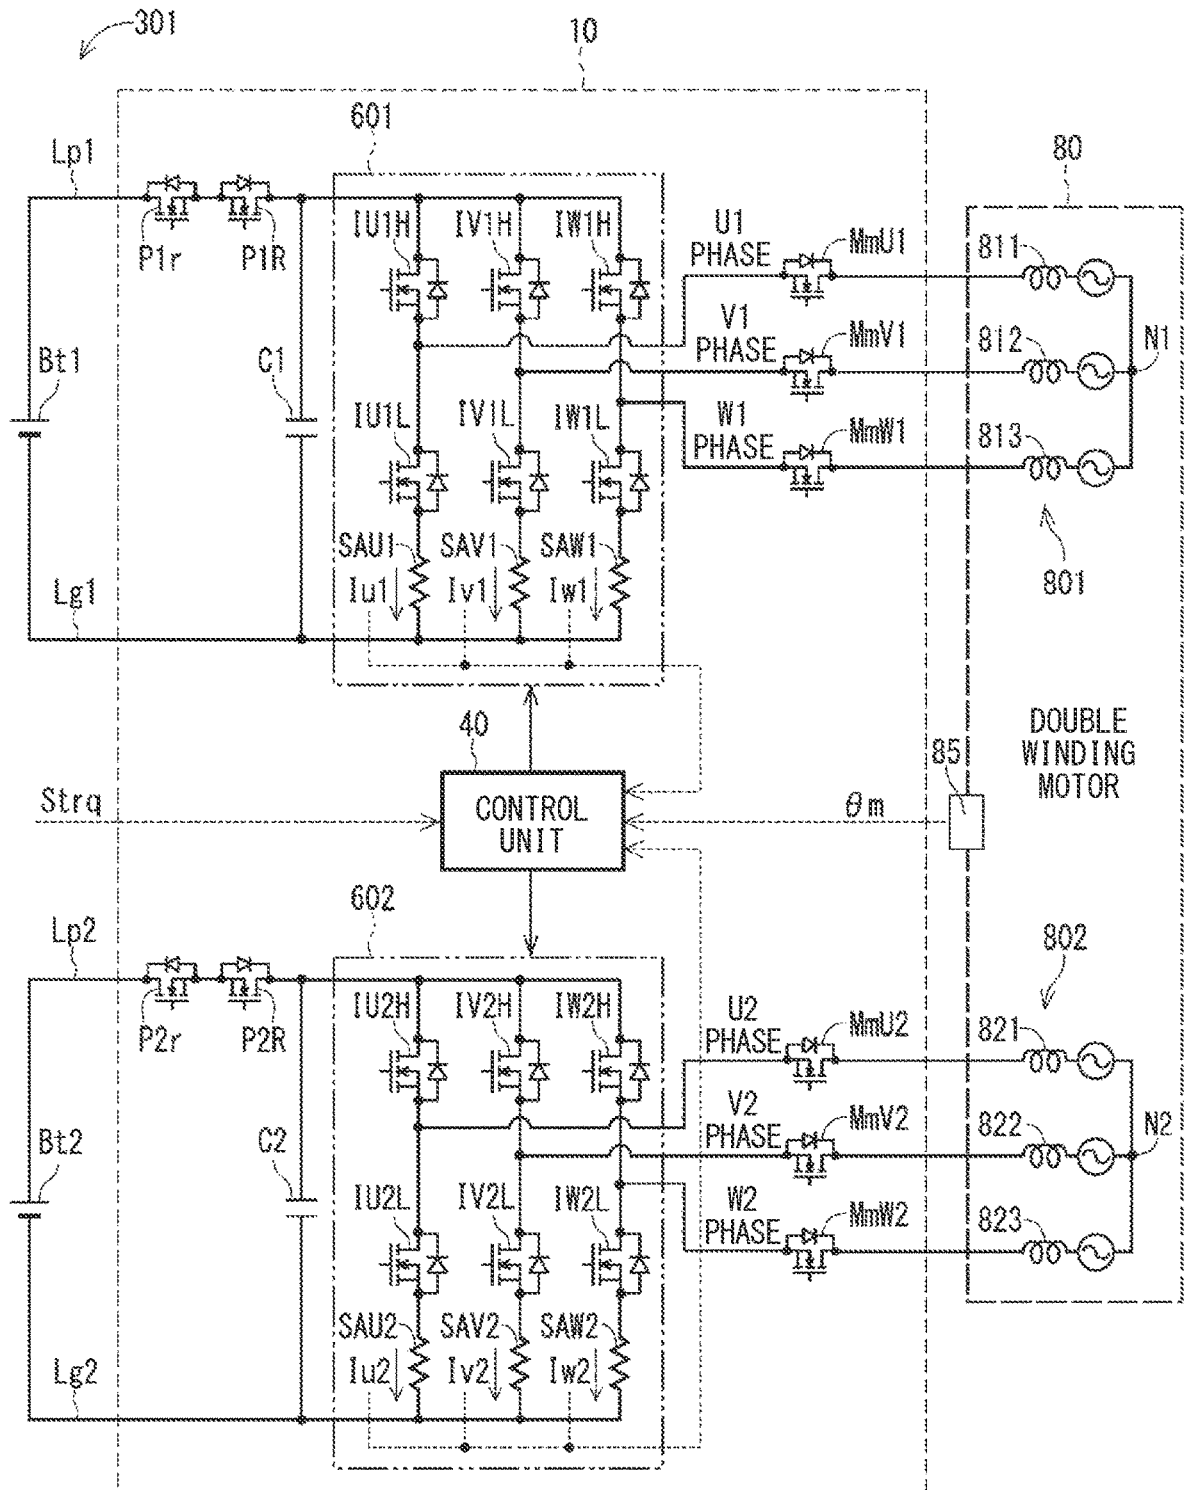 301
10
601
Lp1
80
P1r
P1R
IU1H
IV1H
IW1H
U1
PHASE
MmU1
811
V1
PHASE
MmV1
812
N1
Bt1
C1
IU1L
IV1L
IW1L
W1
PHASE
MmW1
813
SAU1
SAV1
SAW1
Iu1
Iv1
Iw1
801
Lg1
40
DOUBLE
WINDING
MOTOR
85
Strq
CONTROL
UNIT
θm
602
Lp2
802
P2r
P2R
IU2H
IV2H
IW2H
U2
PHASE
MmU2
821
V2
PHASE
MmV2
822
N2
Bt2
C2
IU2L
IV2L
IW2L
W2
PHASE
MmW2
823
SAU2
SAV2
SAW2
Iu2
Iv2
Iw2
Lg2